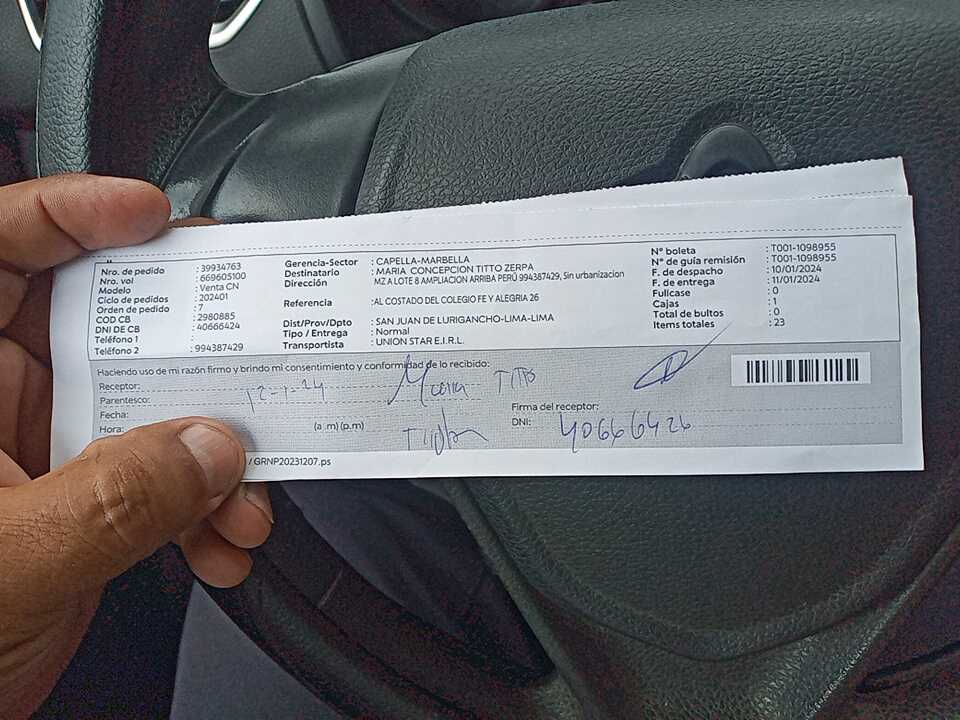 Nro. de pedido : 39934763
Nro. vol : 669605100
Modelo : Venta CN
Ciclo de pedidos : 202401
Orden de pedido : 7
COD CB : 2980885
DNI DE CB : 40666424
Teléfono 1 :
Teléfono 2 : 994387429
Gerencia-Sector : CAPELLA-MARBELLA
Destinatario : MARIA CONCEPCION TITTO ZERPA
Dirección : MZ A LOTE 8 AMPLIACION ARRIBA PERÚ 994387429, Sin urbanizacion
Referencia : AL COSTADO DEL COLEGIO FE Y ALEGRIA 26
Dist/Prov/Dpto : SAN JUAN DE LURIGANCHO-LIMA-LIMA
Tipo / Entrega : Normal
Transportista : UNION STAR E.I.R.L.
N° boleta : T001-1098955
N° de guía remisión : T001-1098955
F. de despacho : 10/01/2024
F. de entrega : 11/01/2024
Fullcase : 0
Cajas : 1
Total de bultos : 0
Items totales : 23
Haciendo uso de mi razón firmo y brindo mi consentimiento y conformidad de lo recibido:
Receptor: Maria TITTO
Parentesco:
Fecha: 12-1-24
Hora: (a .m) (p.m)
Firma del receptor:
DNI: 40666426
/ GRNP20231207.ps